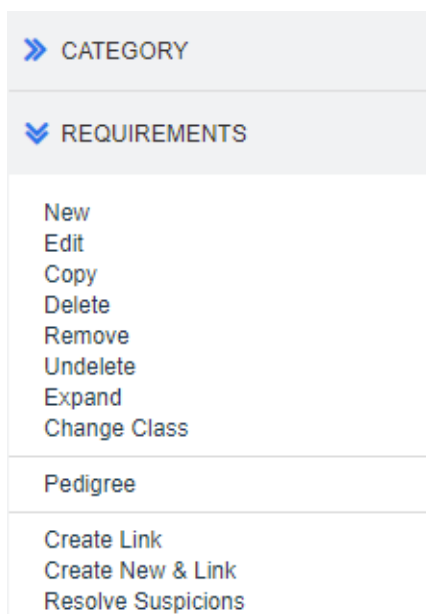 CATEGORY
REQUIREMENTS
New
Edit
Copy
Delete
Remove
Undelete
Expand
Change Class
Pedigree
Create Link
Create New & Link
Resolve Suspicions